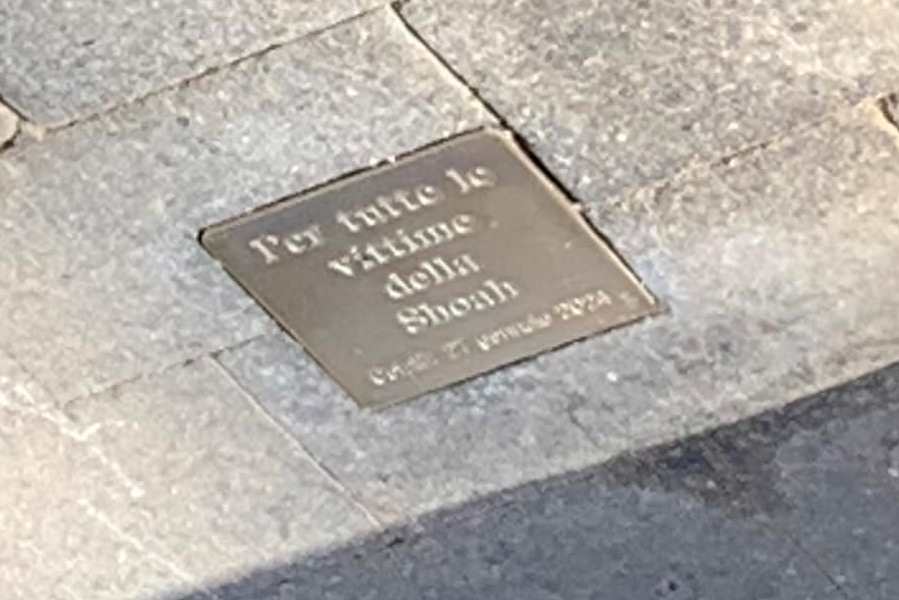 Per tutte le
vittime
della
Shoah
27 gennaio 2024